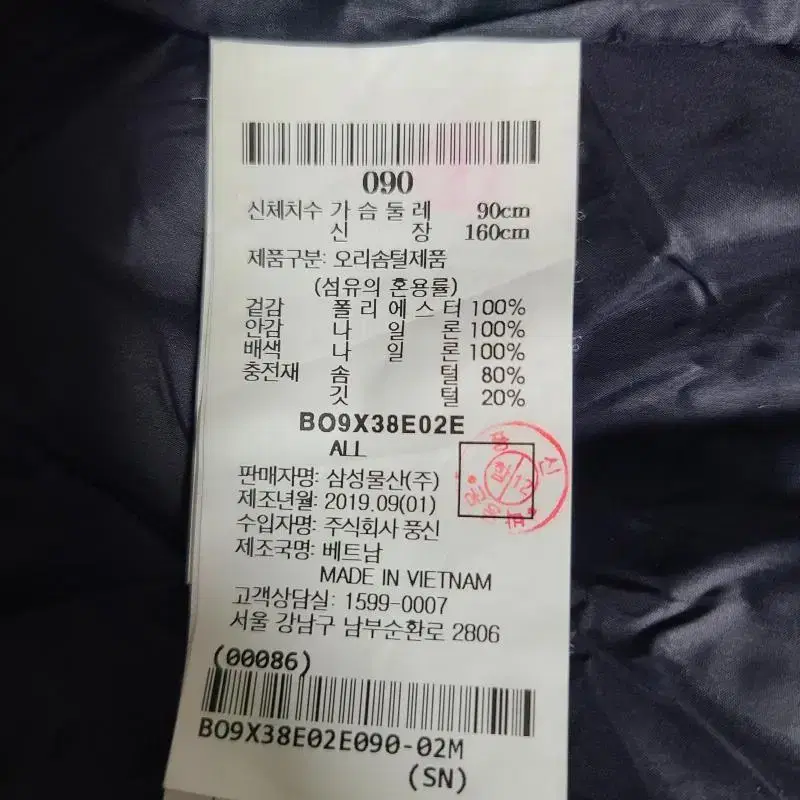 090
신체치수 가 슴 둘 레 90cm
신 장 160cm
제품구분: 오리솜털제품
(섬유의 혼용률)
겉감 폴 리 에 스 터 100%
안감 나 일 론 100%
배색 나 일 론 100%
충전재 솜 털 80%
깃 털 20%
BO9X38E02E
ALL
판매자명: 삼성물산(주)
제조년월: 2019.09(01)
수입자명: 주식회사 풍신
제조국명: 베트남
MADE IN VIETNAM
고객상담실: 1599-0007
서울 강남구 남부순환로 2806
(00086)
BO9X38E02E090-02M
(SN)